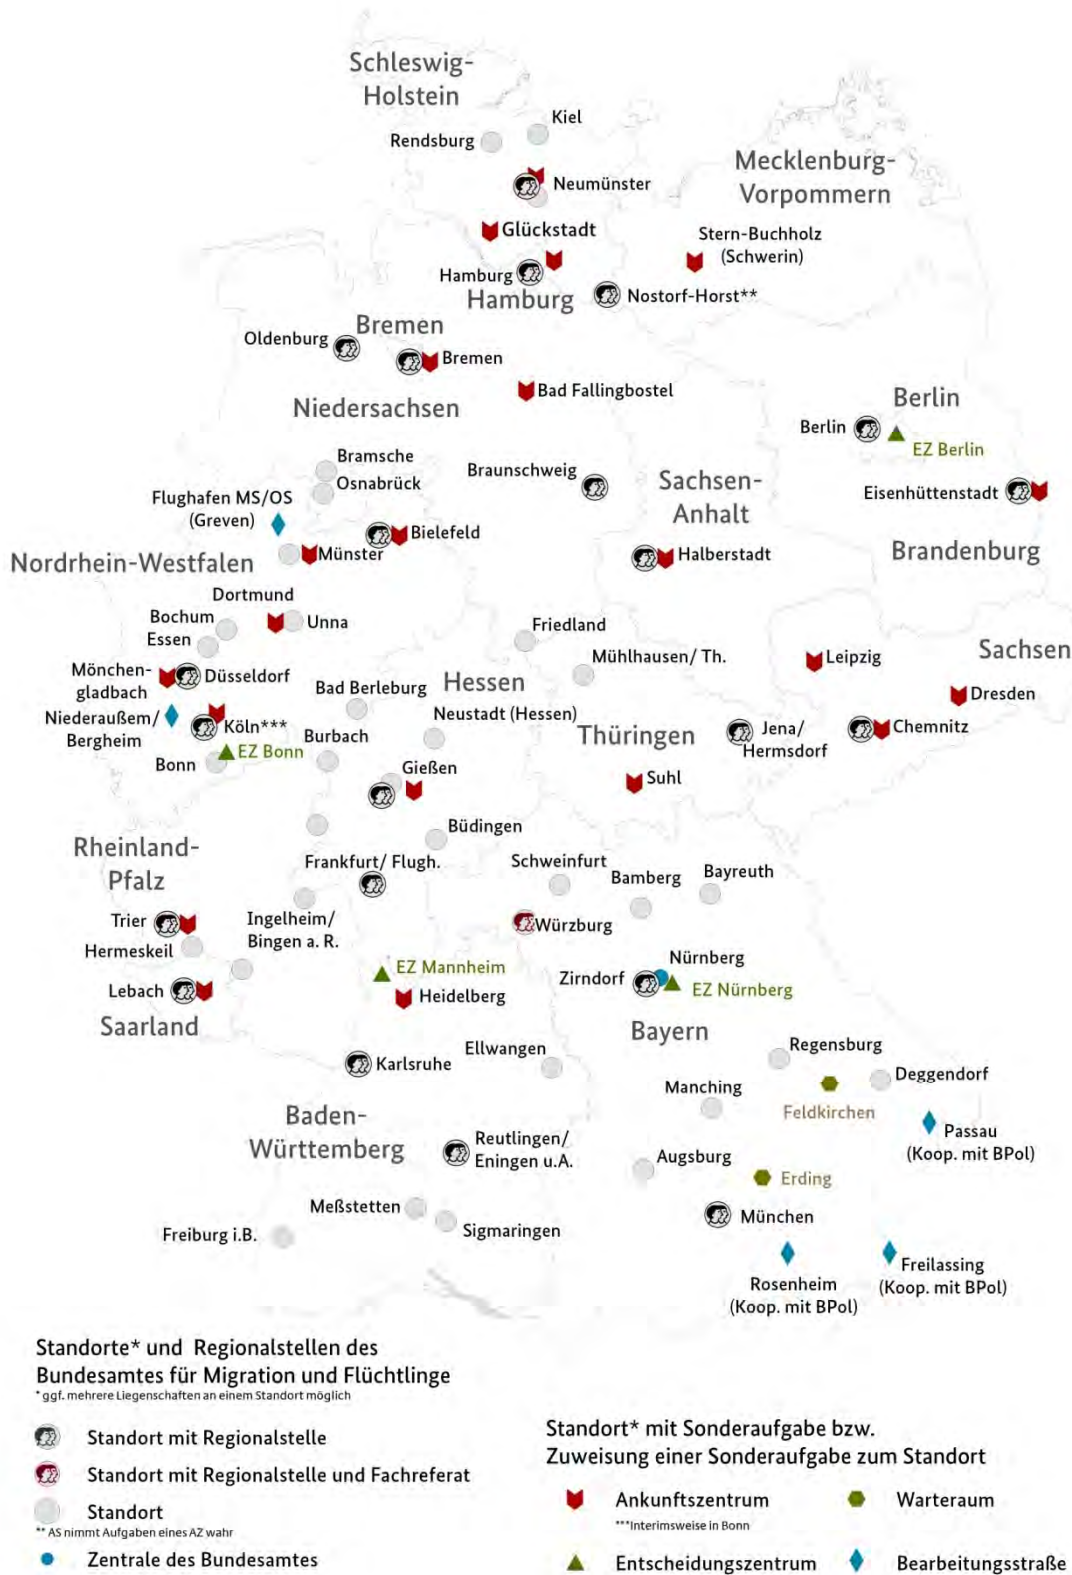 Schleswig-
Holstein
Kiel
Rendsburg
Mecklenburg-
Vorpommern
Neumünster
Glückstadt
Stern-Buchholz
(Schwerin)
Hamburg
Hamburg
Nostorf-Horst**
Bremen
Oldenburg
Bremen
Bad Fallingbostel
Niedersachsen
Berlin
Berlin
EZ Berlin
Bramsche
Osnabrück
Braunschweig
Sachsen-
Anhalt
Eisenhüttenstadt
Flughafen MS/OS
(Greven)
Bielefeld
Münster
Halberstadt
Brandenburg
Nordrhein-Westfalen
Dortmund
Bochum
Essen
Unna
Friedland
Mühlhausen/ Th.
Leipzig
Sachsen
Mönchen-
gladbach
Düsseldorf
Hessen
Dresden
Bad Berleburg
Niederaußem/
Bergheim
Köln***
Neustadt (Hessen)
Thüringen
Jena/
Hermsdorf
Chemnitz
Burbach
EZ Bonn
Bonn
Gießen
Suhl
Büdingen
Rheinland-
Pfalz
Frankfurt/ Flugh.
Schweinfurt
Bamberg
Bayreuth
Trier
Ingelheim/
Bingen a. R.
Würzburg
Hermeskeil
EZ Mannheim
Nürnberg
Zirndorf
EZ Nürnberg
Lebach
Heidelberg
Saarland
Bayern
Karlsruhe
Ellwangen
Regensburg
Deggendorf
Manching
Feldkirchen
Baden-
Württemberg
Passau
(Koop. mit BPol)
Reutlingen/
Eningen u.A.
Augsburg
Erding
Meßstetten
München
Freiburg i.B.
Sigmaringen
Rosenheim
(Koop. mit BPol)
Freilassing
(Koop. mit BPol)
Standorte* und Regionalstellen des
Bundesamtes für Migration und Flüchtlinge
* ggf. mehrere Liegenschaften an einem Standort möglich
Standort mit Regionalstelle
Standort mit Regionalstelle und Fachreferat
Standort
** AS nimmt Aufgaben eines AZ wahr
Zentrale des Bundesamtes
Standort* mit Sonderaufgabe bzw.
Zuweisung einer Sonderaufgabe zum Standort
Ankunftszentrum
***Interimsweise in Bonn
Warteraum
Entscheidungszentrum
Bearbeitungsstraße